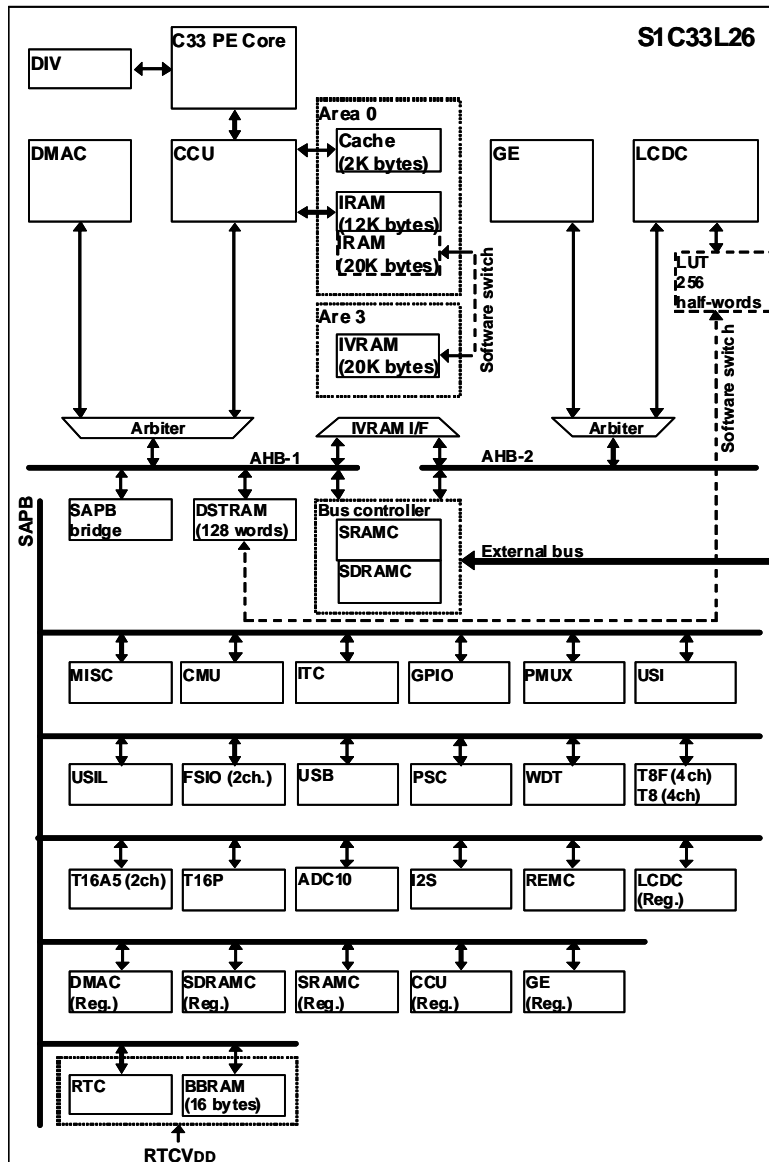 S1C33L26
C33 PE Core
DIV
Area 0
DMAC
CCU
Cache
(2K bytes)
GE
LCDC
IRAM
(12K bytes)
IRAM
(20K bytes)
LUT
256
half-words
Software switch
Are 3
IVRAM
(20K bytes)
Software switch
Arbiter
IVRAM I/F
Arbiter
AHB-1
AHB-2
SAPB
SAPB
bridge
DSTRAM
(128 words)
Bus controller
SRAMC
SDRAMC
External bus
MISC
CMU
ITC
GPIO
PMUX
USI
USIL
FSIO (2ch.)
USB
PSC
WDT
T8F (4ch)
T8 (4ch)
T16A5 (2ch)
T16P
ADC10
I2S
REMC
LCDC
(Reg.)
DMAC
(Reg.)
SDRAMC
(Reg.)
SRAMC
(Reg.)
CCU
(Reg.)
GE
(Reg.)
RTC
BBRAM
(16 bytes)
RTCVDD